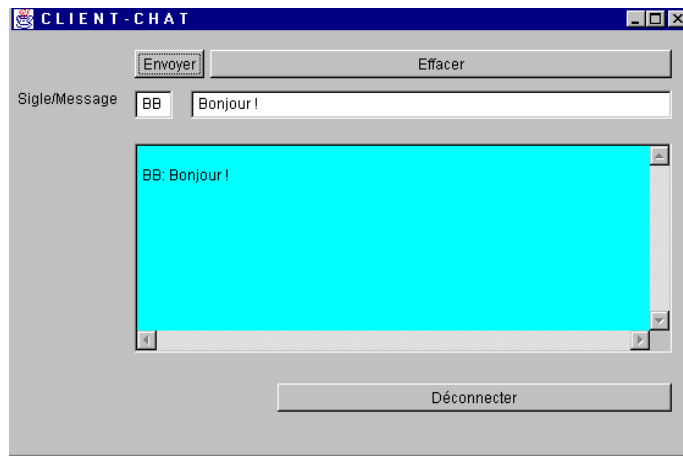 CLIENT-CHAT
Envoyer Effacer
Sigle/Message BB Bonjour !
BB: Bonjour !
Déconnecter